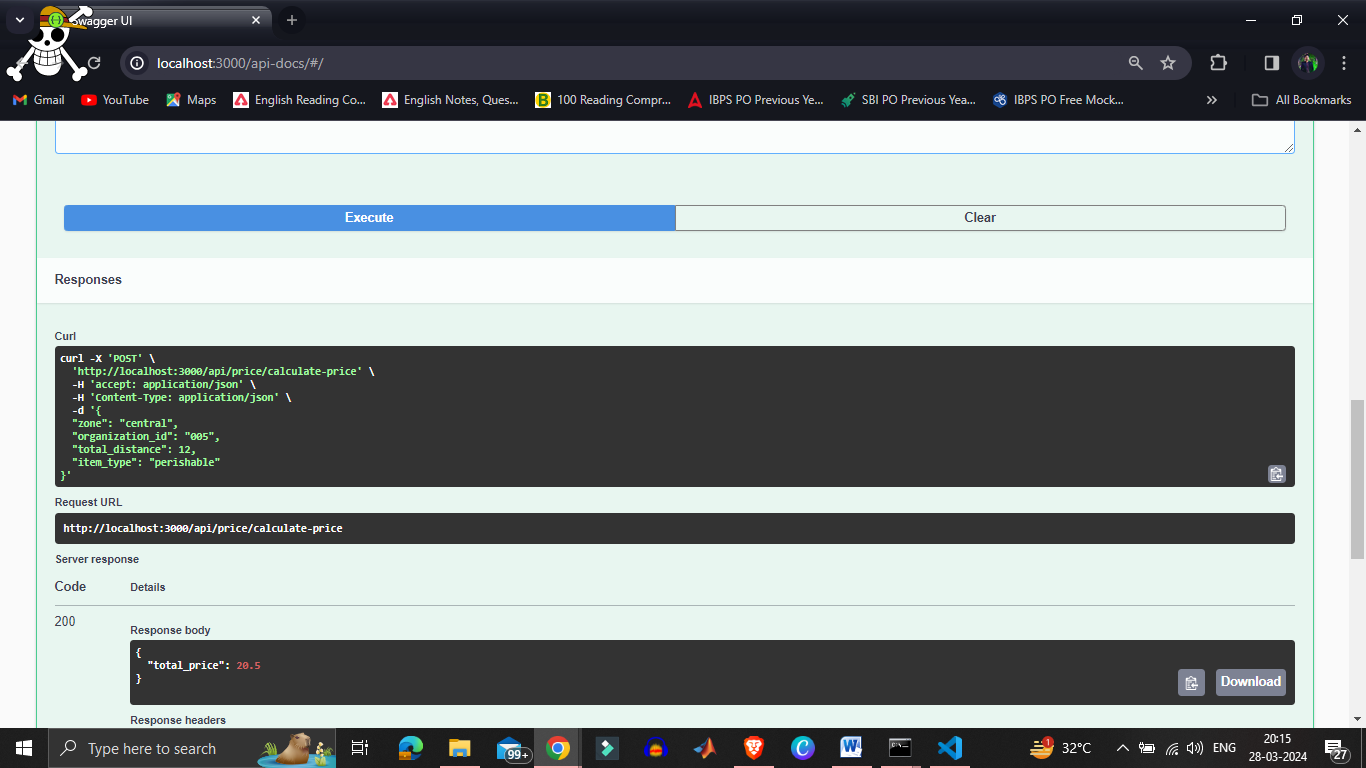 Swagger UI
localhost:3000/api-docs/#/
Gmail
YouTube
Maps
English Reading Co...
English Notes, Ques...
100 Reading Compr...
IBPS PO Previous Ye...
SBI PO Previous Yea...
IBPS PO Free Mock...
All Bookmarks
Execute
Clear
Responses
Curl
curl -X 'POST' \
'http://localhost:3000/api/price/calculate-price' \
-H 'accept: application/json' \
-H 'Content-Type: application/json' \
-d '{
"zone": "central",
"organization_id": "005",
"total_distance": 12,
"item_type": "perishable"
}'
Request URL
http://localhost:3000/api/price/calculate-price
Server response
Code
Details
200
Response body
{
"total_price": 20.5
}
Download
Response headers
Type here to search
99+
1
32°C
ENG
20:15
28-03-2024
27